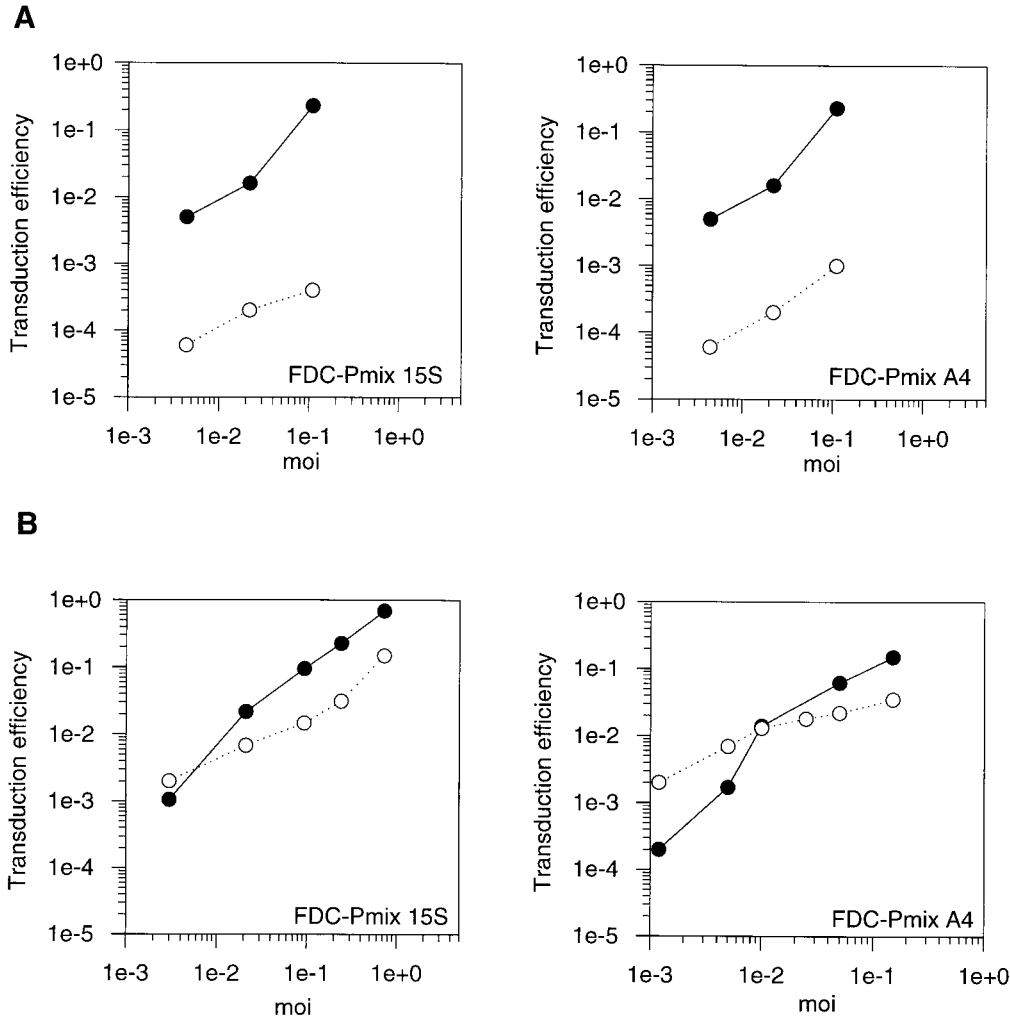 A
1e+0
1e-1
1e-2
1e-3
1e-4
1e-5
Transduction efficiency
FDC-Pmix 15S
1e-3 1e-2 1e-1 1e+0
moi
1e+0
1e-1
1e-2
1e-3
1e-4
1e-5
Transduction efficiency
FDC-Pmix A4
1e-3 1e-2 1e-1 1e+0
moi
B
1e+0
1e-1
1e-2
1e-3
1e-4
1e-5
Transduction efficiency
FDC-Pmix 15S
1e-3 1e-2 1e-1 1e+0
moi
1e+0
1e-1
1e-2
1e-3
1e-4
1e-5
Transduction efficiency
FDC-Pmix A4
1e-3 1e-2 1e-1 1e+0
moi